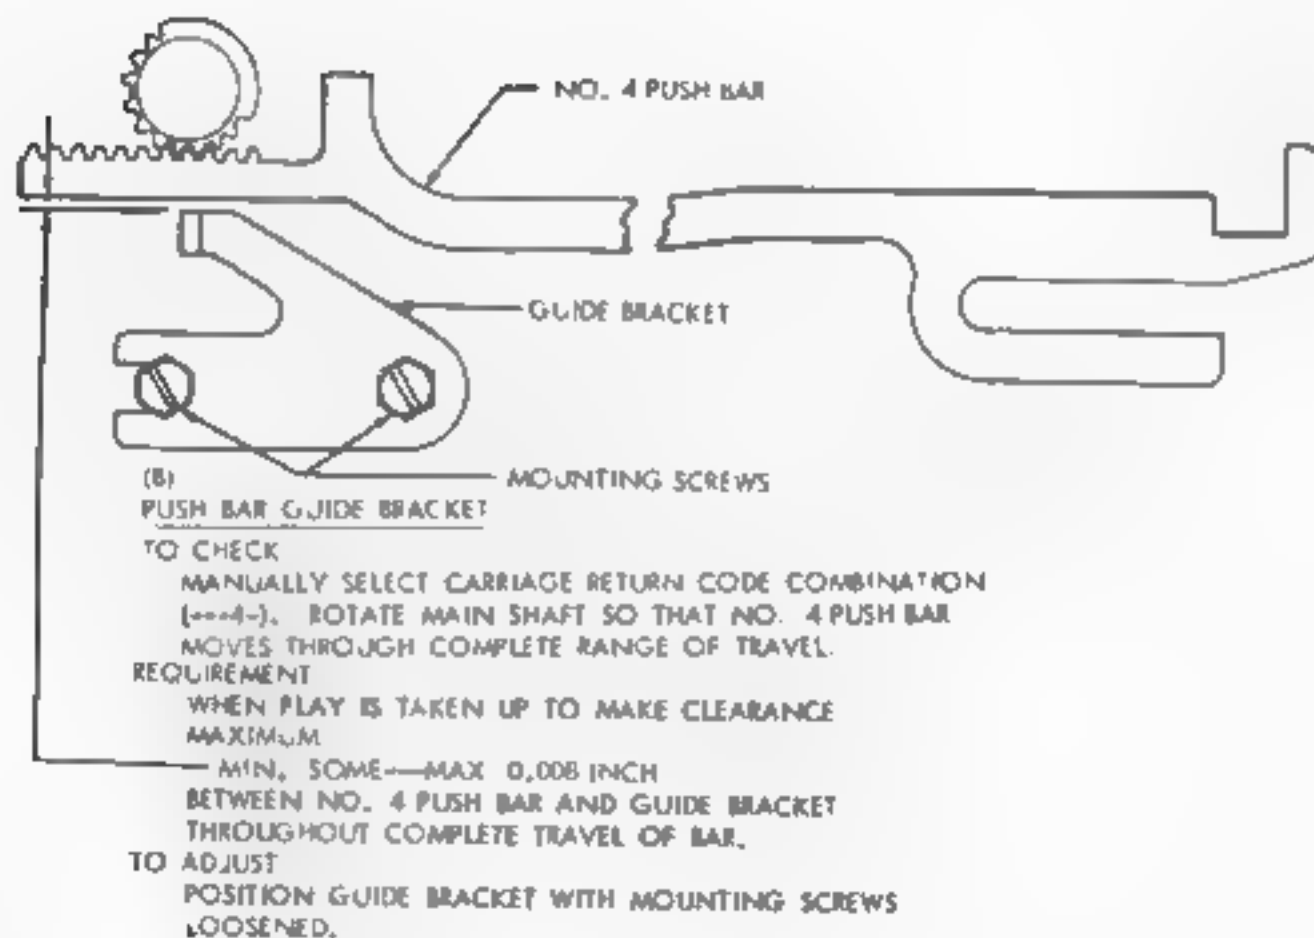 NO. 4 PUSH BAR
GUIDE BRACKET
MOUNTING SCREWS
(B)
PUSH BAR GUIDE BRACKET
TO CHECK
MANUALLY SELECT CARRIAGE RETURN CODE COMBINATION
(---4-). ROTATE MAIN SHAFT SO THAT NO. 4 PUSH BAR
MOVES THROUGH COMPLETE RANGE OF TRAVEL.
REQUIREMENT
WHEN PLAY IS TAKEN UP TO MAKE CLEARANCE
MAXIMUM
MIN. SOME---MAX 0.008 INCH
BETWEEN NO. 4 PUSH BAR AND GUIDE BRACKET
THROUGHOUT COMPLETE TRAVEL OF BAR.
TO ADJUST
POSITION GUIDE BRACKET WITH MOUNTING SCREWS
LOOSENED.